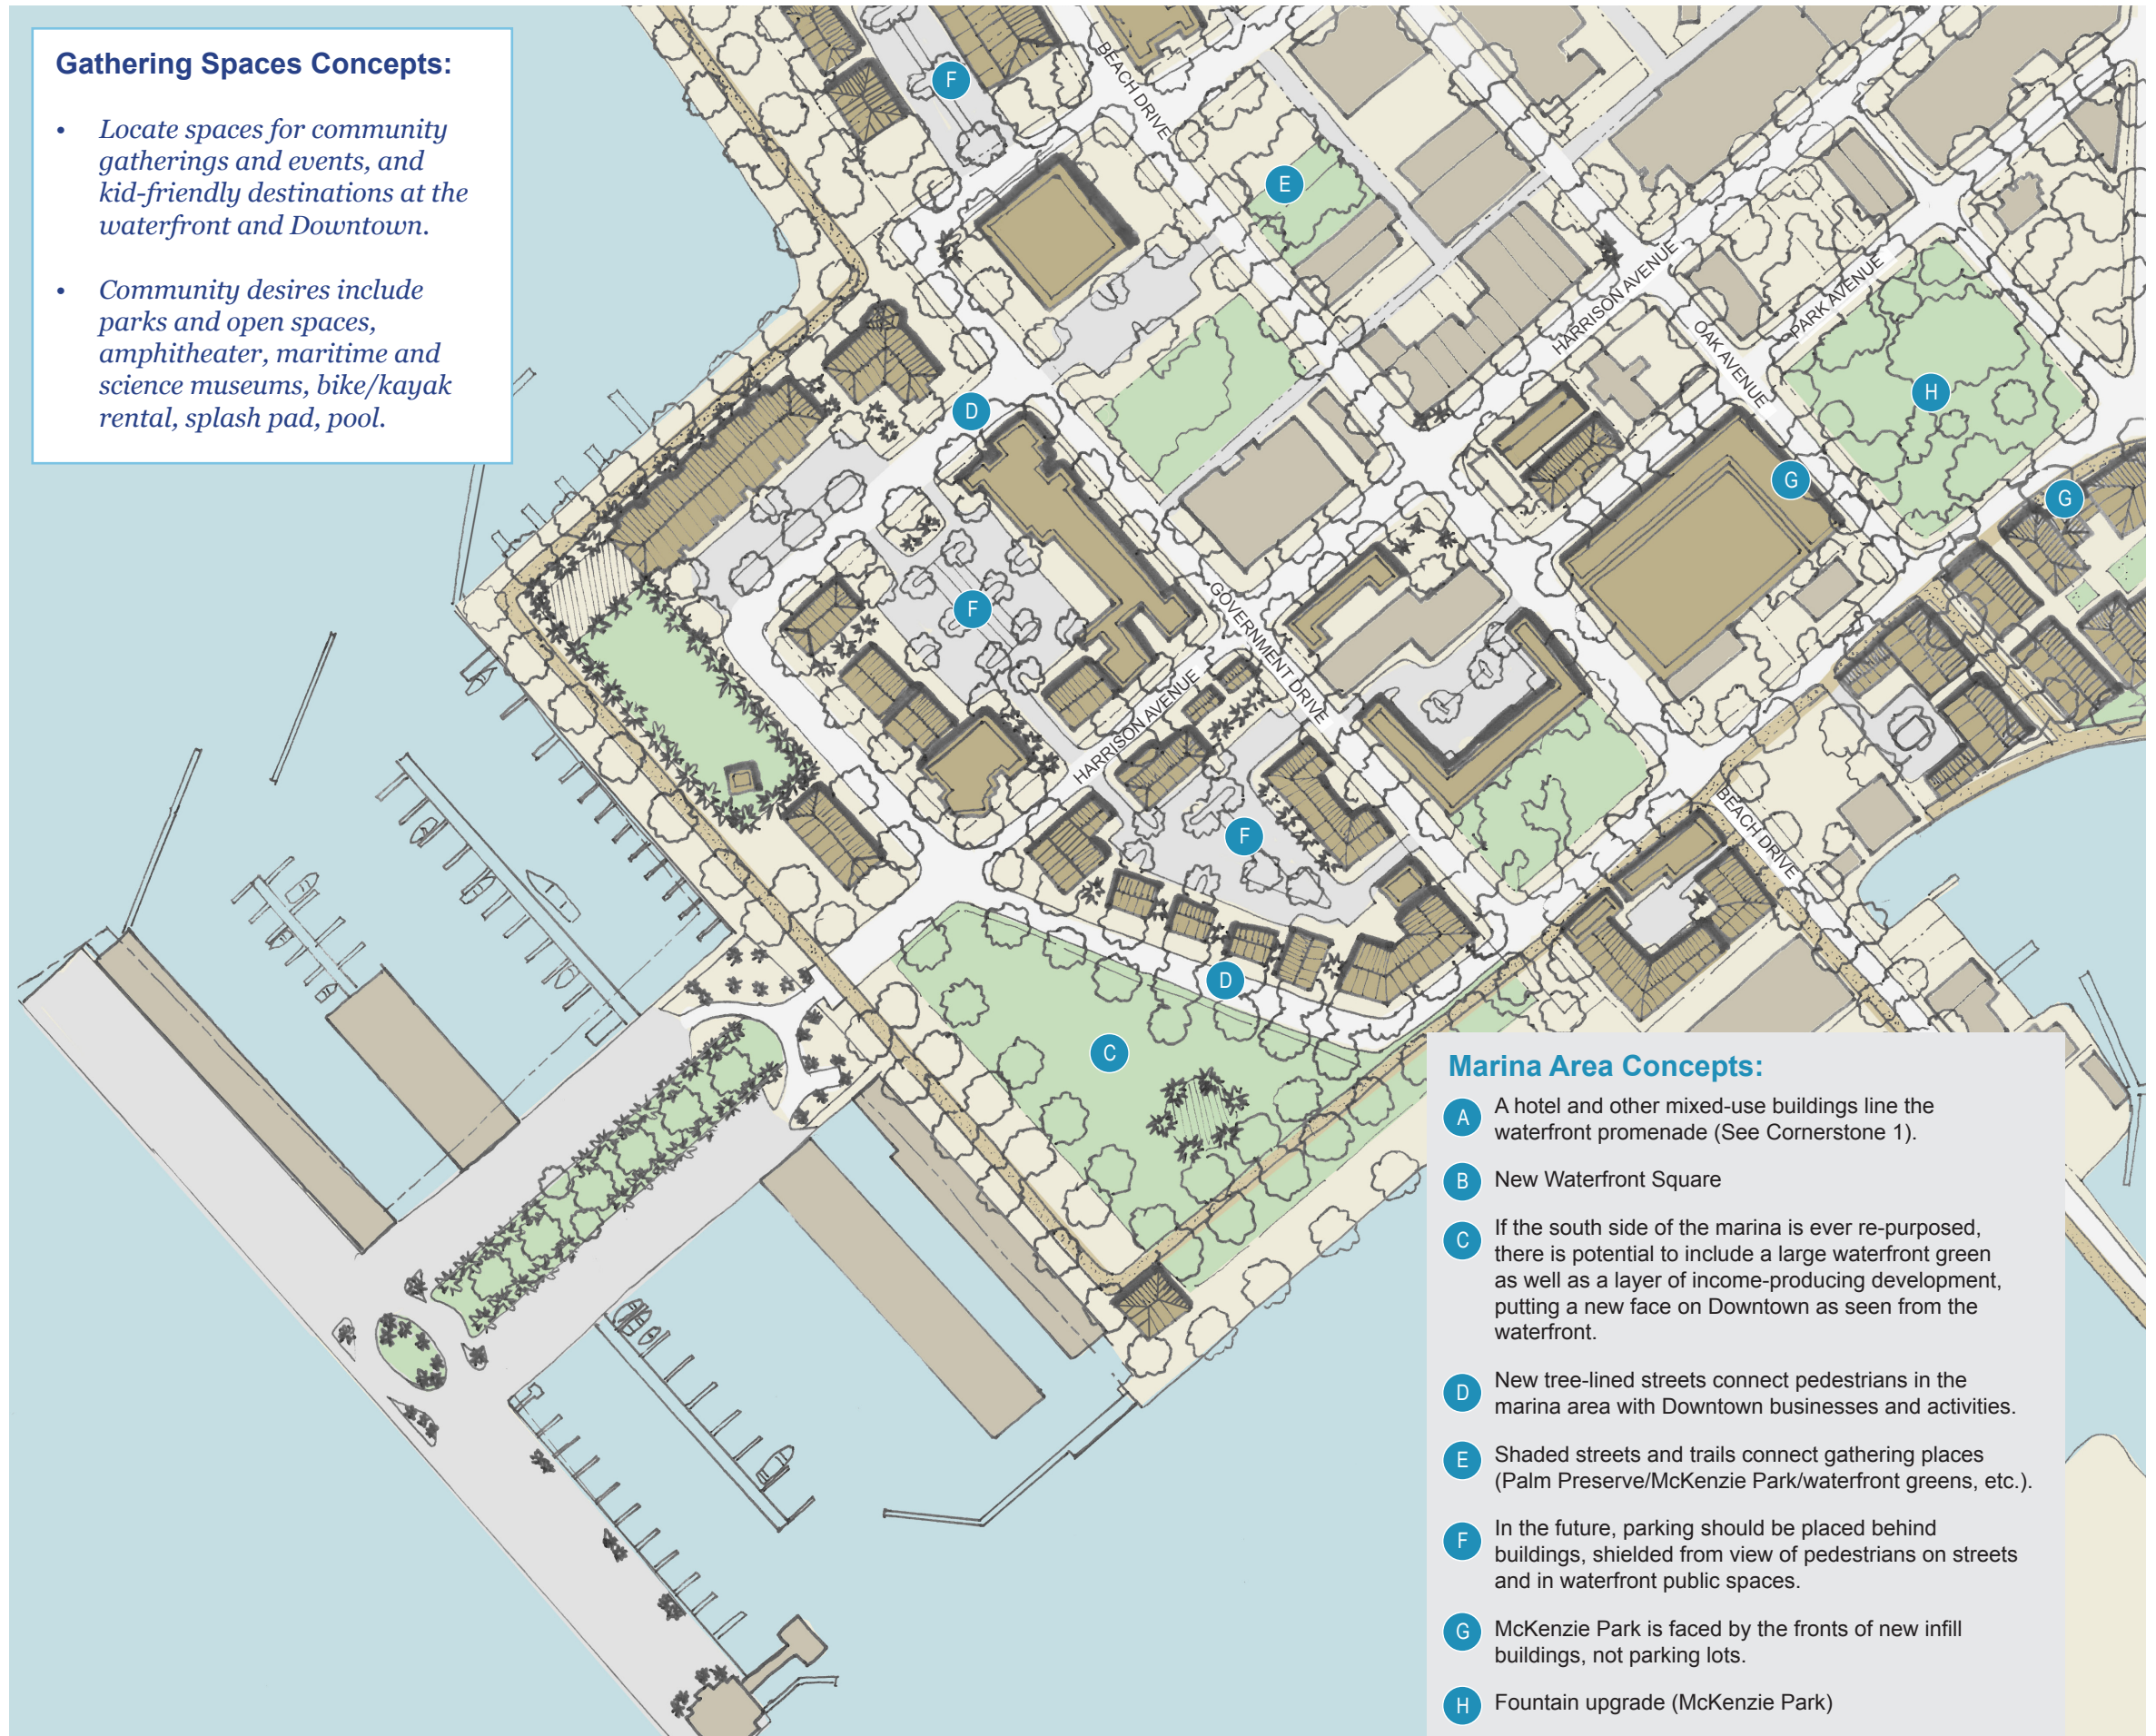 Gathering Spaces Concepts:
• Locate spaces for community
gatherings and events, and
kid-friendly destinations at the
waterfront and Downtown.
• Community desires include
parks and open spaces,
amphitheater, maritime and
science museums, bike/kayak
rental, splash pad, pool.
F
BEACH DRIVE
E
HARRISON AVENUE
OAK AVENUE
PARK AVENUE
H
D
G
G
F
GOVERNMENT DRIVE
HARRISON AVENUE
F
BEACH DRIVE
D
C
Marina Area Concepts:
A A hotel and other mixed-use buildings line the
waterfront promenade (See Cornerstone 1).
B New Waterfront Square
C If the south side of the marina is ever re-purposed,
there is potential to include a large waterfront green
as well as a layer of income-producing development,
putting a new face on Downtown as seen from the
waterfront.
D New tree-lined streets connect pedestrians in the
marina area with Downtown businesses and activities.
E Shaded streets and trails connect gathering places
(Palm Preserve/McKenzie Park/waterfront greens, etc.).
F In the future, parking should be placed behind
buildings, shielded from view of pedestrians on streets
and in waterfront public spaces.
G McKenzie Park is faced by the fronts of new infill
buildings, not parking lots.
H Fountain upgrade (McKenzie Park)